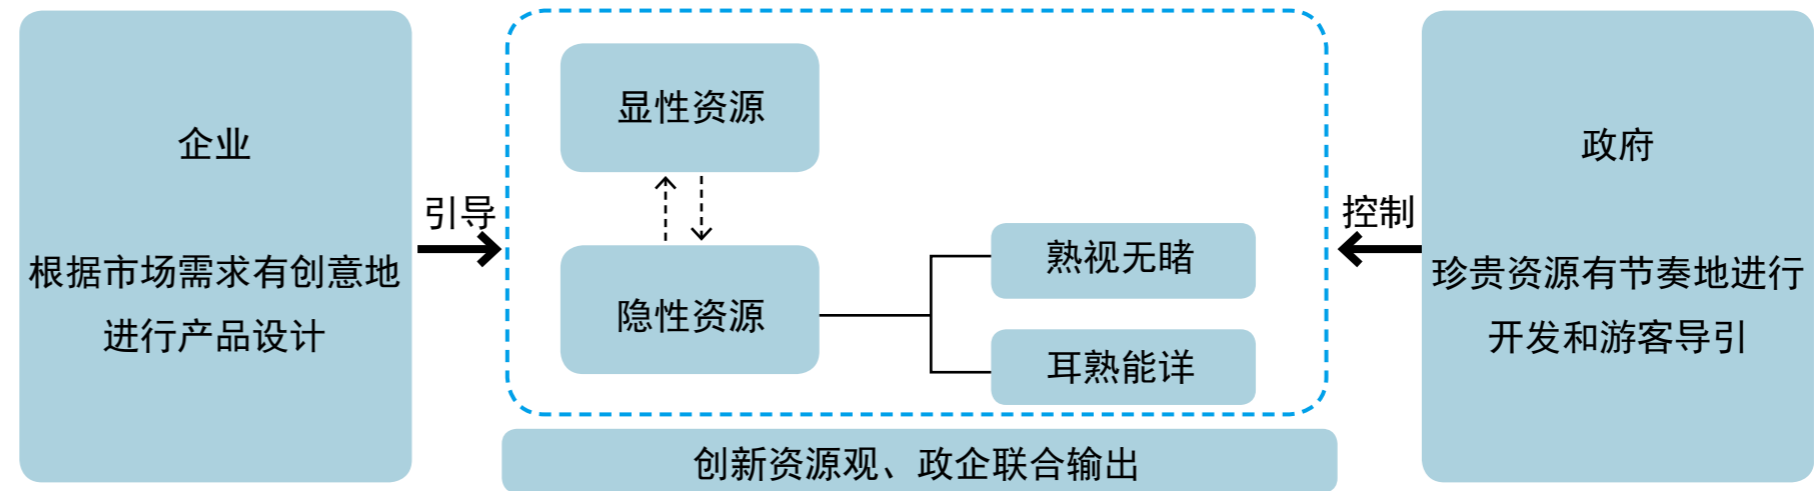 企业
根据市场需求有创意地
进行产品设计
引导
显性资源
隐性资源
熟视无睹
耳熟能详
创新资源观、政企联合输出
控制
政府
珍贵资源有节奏地进行
开发和游客导引